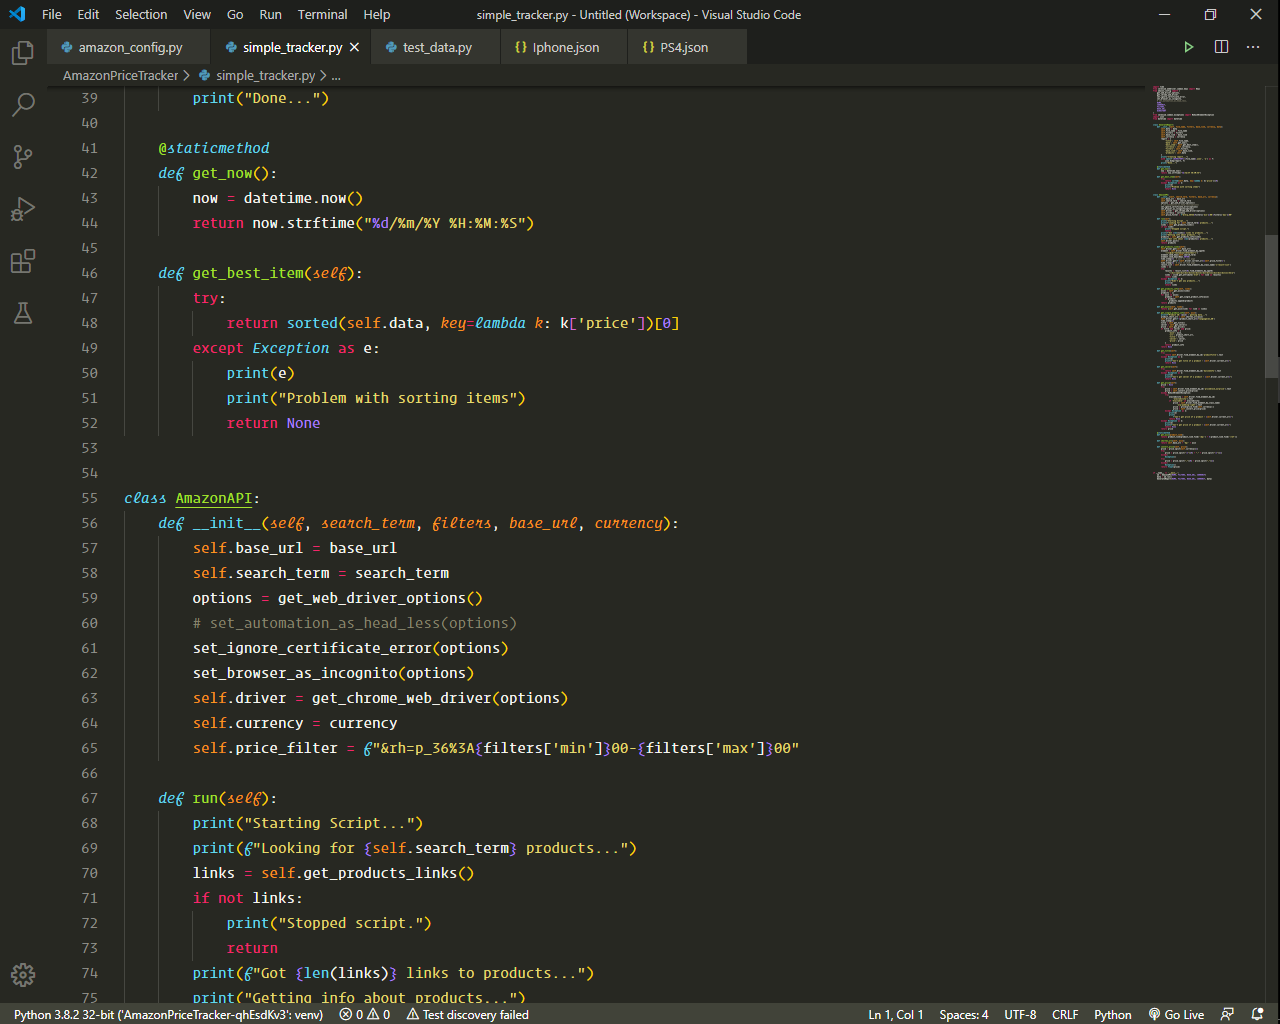 File Edit Selection View Go Run Terminal Help simple_tracker.py - Untitled (Workspace) - Visual Studio Code
amazon_config.py simple_tracker.py test_data.py {} Iphone.json {} PS4.json
AmazonPriceTracker > simple_tracker.py > ...
39 print("Done...")
40
41 @staticmethod
42 def get_now():
43 now = datetime.now()
44 return now.strftime("%d/%m/%Y %H:%M:%S")
45
46 def get_best_item(self):
47 try:
48 return sorted(self.data, key=lambda k: k['price'])[0]
49 except Exception as e:
50 print(e)
51 print("Problem with sorting items")
52 return None
53
54
55 class AmazonAPI:
56 def __init__(self, search_term, filters, base_url, currency):
57 self.base_url = base_url
58 self.search_term = search_term
59 options = get_web_driver_options()
60 # set_automation_as_head_less(options)
61 set_ignore_certificate_error(options)
62 set_browser_as_incognito(options)
63 self.driver = get_chrome_web_driver(options)
64 self.currency = currency
65 self.price_filter = f"&rh=p_36%3A{filters['min']}00-{filters['max']}00"
66
67 def run(self):
68 print("Starting Script...")
69 print(f"Looking for {self.search_term} products...")
70 links = self.get_products_links()
71 if not links:
72 print("Stopped script.")
73 return
74 print(f"Got {len(links)} links to products...")
75 print("Getting info about products...")
Python 3.8.2 32-bit ('AmazonPriceTracker-qhEsdKv3': venv) 0 0 Test discovery failed Ln 1, Col 1 Spaces: 4 UTF-8 CRLF Python Go Live